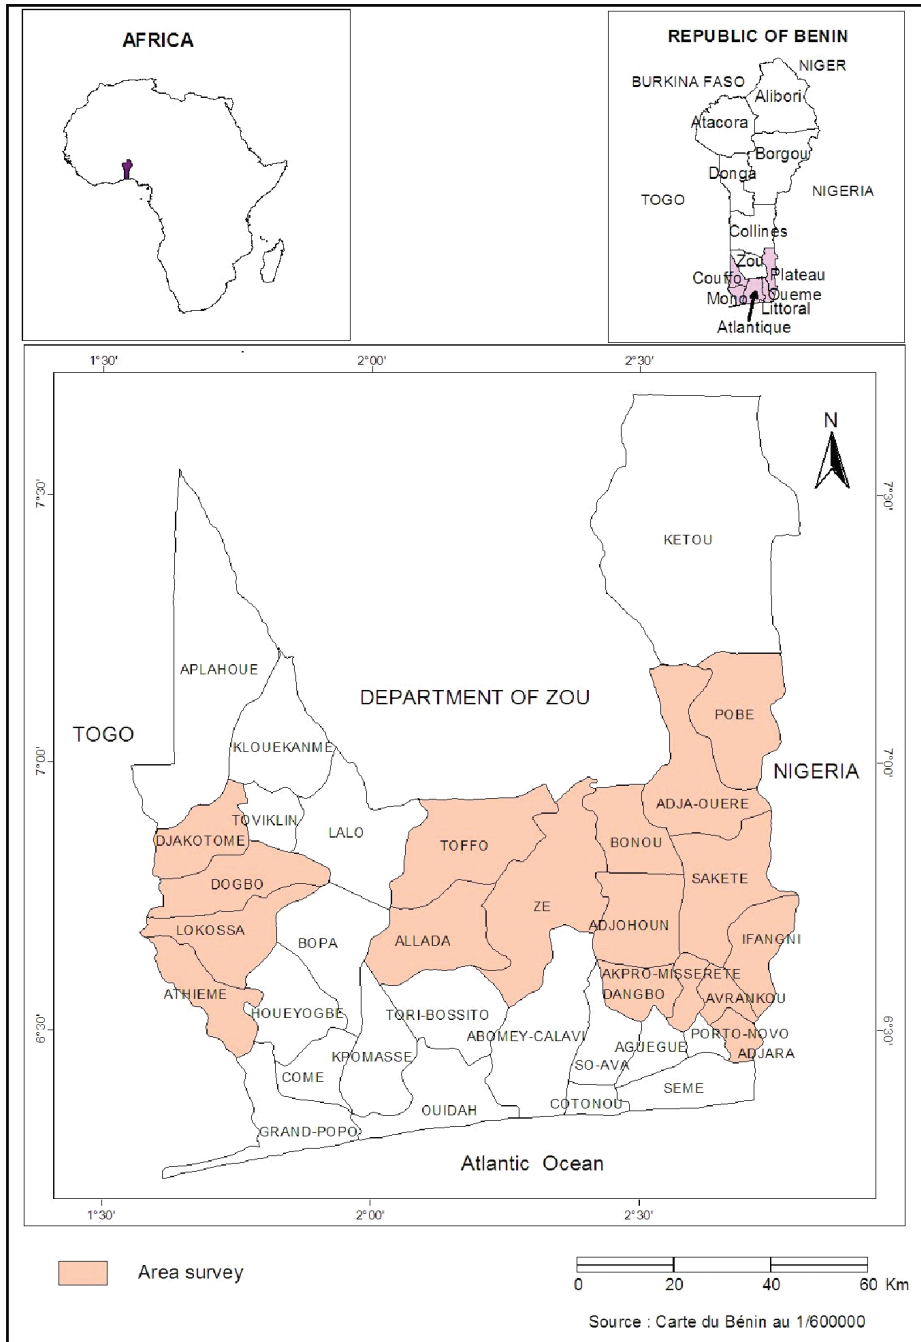 AFRICA
REPUBLIC OF BENIN
NIGER
BURKINA FASO
Alibori
Atacora
Borgou
Donga
TOGO
NIGERIA
Collines
Zou
Couffo
Plateau
Mono
Oueme
Littoral
Atlantique
1°30'
2°00'
2°30'
N
7°30'
7°30'
KETOU
APLAHOUE
DEPARTMENT OF ZOU
POBE
TOGO
KLOUEKANME
7°00'
7°00'
NIGERIA
ADJA-OUERE
TOVIKLIN
LALO
DJAKOTOME
TOFFO
BONOU
DOGBO
SAKETE
ZE
LOKOSSA
ADJOHOUN
BOPA
ALLADA
IFANGNI
AKPRO-MISSERETE
ATHIEME
DANGBO
AVRANKOU
HOUEYOGBE
TORI-BOSSITO
6°30'
6°30'
ABOMEY-CALAVI
PORTO-NOVO
AGUEGUE
KPOMASSE
ADJARA
SO-AVA
COME
SEME
COTONOU
OUIDAH
GRAND-POPO
Atlantic Ocean
1°30'
2°00'
2°30'
Area survey
0 20 40 60 Km
Source : Carte du Bénin au 1/600000